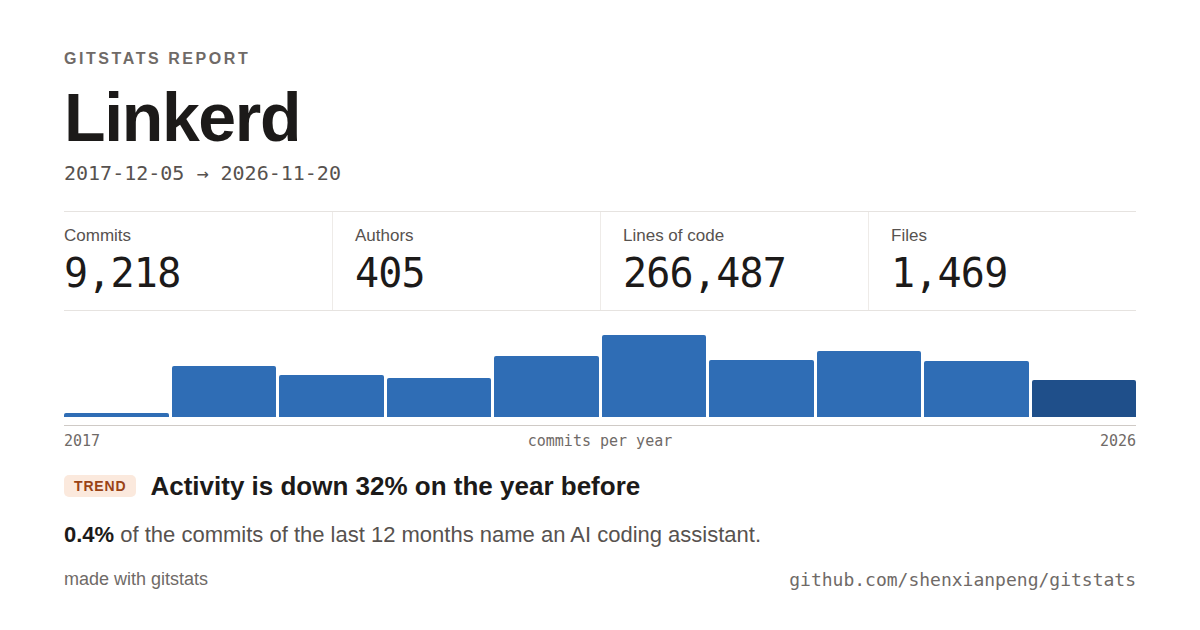 GITSTATS REPORT
Linkerd
2017-12-05 → 2026-11-20
Commits
9,218
Authors
405
Lines of code
266,487
Files
1,469
2017
commits per year
2026
TREND
Activity is down 32% on the year before
0.4% of the commits of the last 12 months name an AI coding assistant.
made with gitstats
github.com/shenxianpeng/gitstats